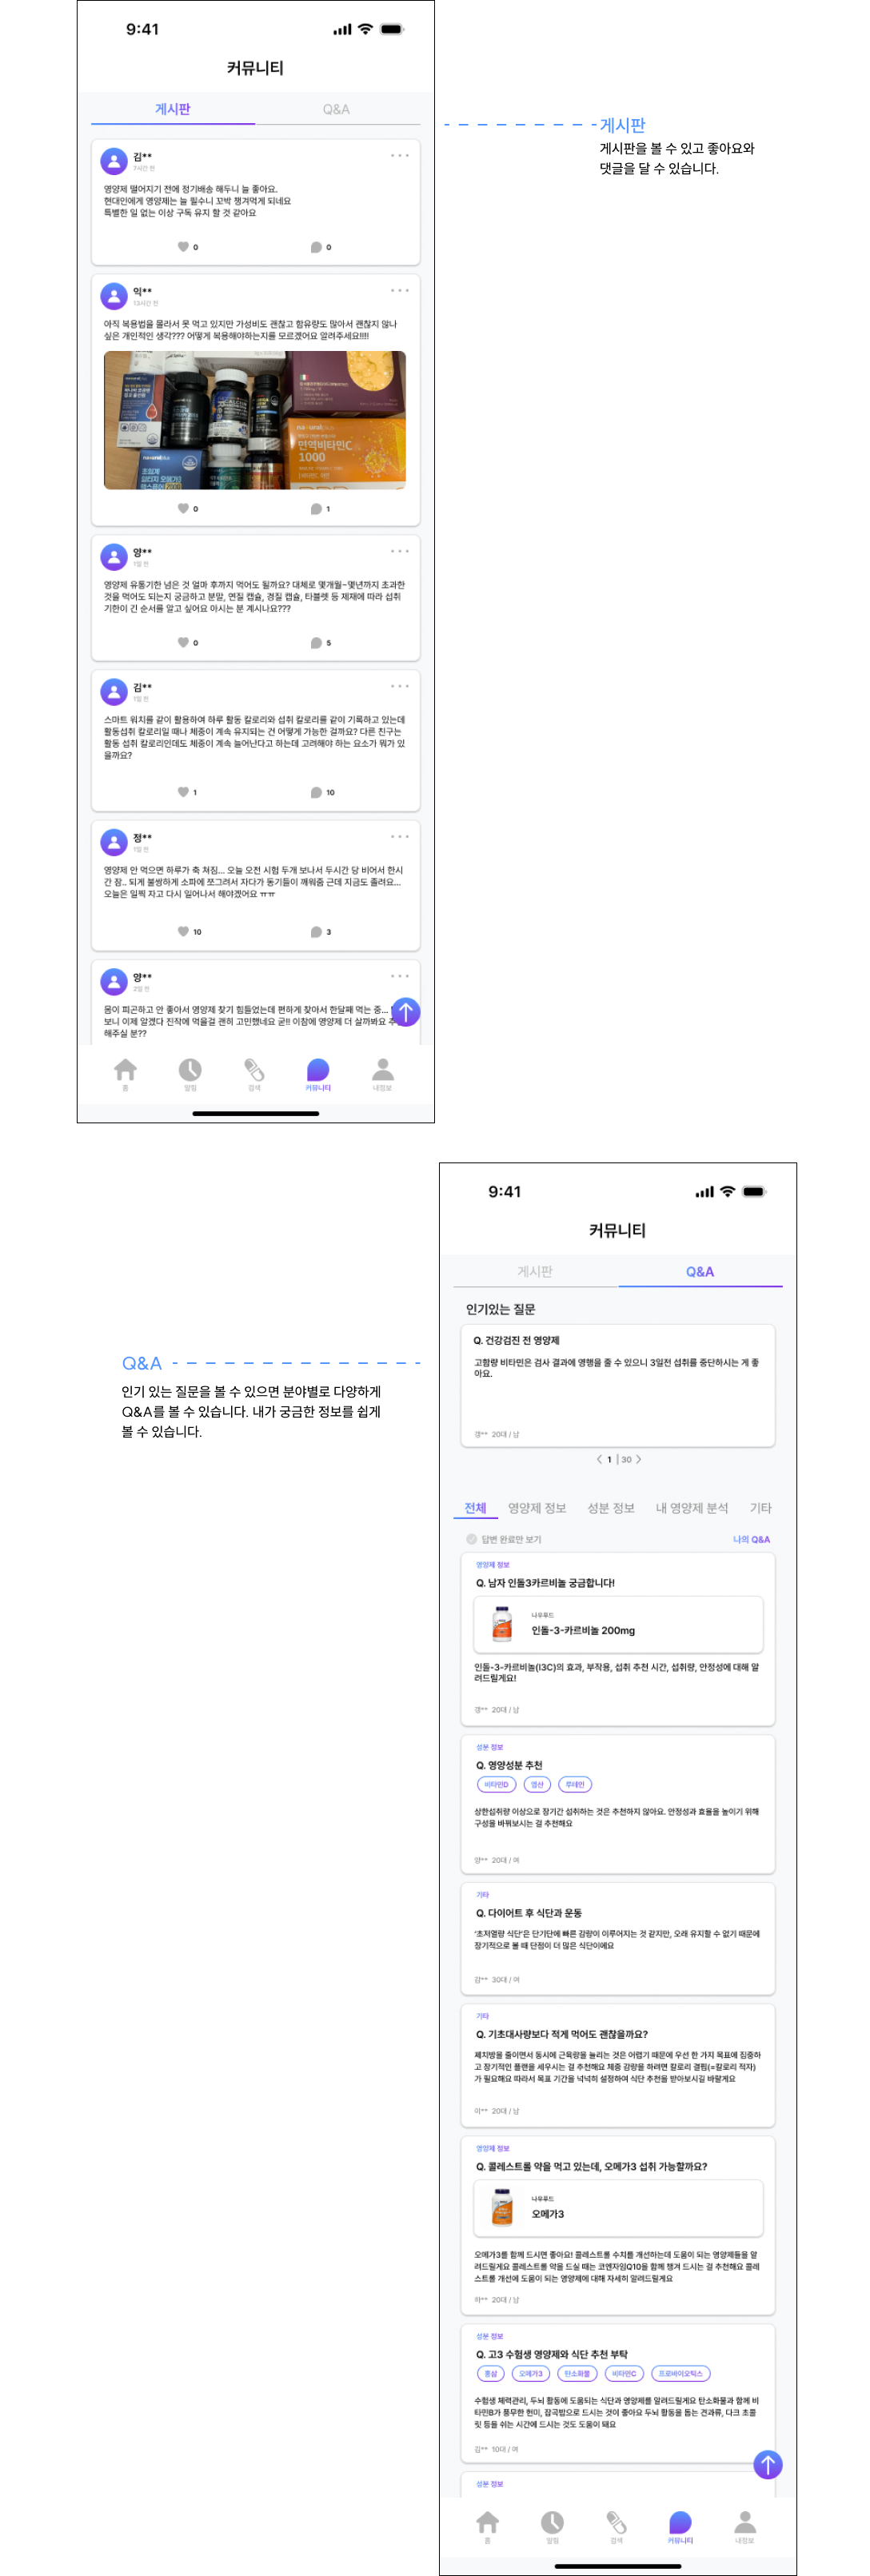 9:41
커뮤니티
게시판
Q&A
게시판
게시판을 볼 수 있고 좋아요와
댓글을 달 수 있습니다.
김**
7시간 전
영양제 떨어지기 전에 정기배송 해두니 늘 좋아요.
현대인에게 영양제는 늘 필수니 꼬박 챙겨먹게 되네요
특별한 일 없는 이상 구독 유지 할 것 같아요
0
0
익**
13시간 전
아직 복용법을 몰라서 못 먹고 있지만 가성비도 괜찮고 함유량도 많아서 괜찮지 않나
싶은 개인적인 생각??? 어떻게 복용해야하는지를 모르겠어요 알려주세요!!!!
면역비타민C
1000
0
1
양**
1일 전
영양제 유통기한 넘은 것 얼마 후까지 먹어도 될까요? 대체로 몇개월~몇년까지 초과한
것을 먹어도 되는지 궁금하고 분말, 연질 캡슐, 경질 캡슐, 타블렛 등 제재에 따라 섭취
기한이 긴 순서를 알고 싶어요 아시는 분 계시나요???
0
5
김**
1일 전
스마트 워치를 같이 활용하여 하루 활동 칼로리와 섭취 칼로리를 같이 기록하고 있는데
활동섭취 칼로리일 때나 체중이 계속 유지되는 건 어떻게 가능한 걸까요? 다른 친구는
활동 섭취 칼로리인데도 체중이 계속 늘어난다고 하는데 고려해야 하는 요소가 뭐가 있
을까요?
1
10
정**
1일 전
영양제 안 먹으면 하루가 축 쳐짐... 오늘 오전 시험 두개 보나서 두시간 당 비어서 한시
간 잠.. 되게 불쌍하게 소파에 쪼그려서 자다가 동기들이 깨워줌 근데 지금도 졸려요...
오늘은 일찍 자고 다시 일어나서 해야겠어요 ㅠㅠ
10
3
양**
2일 전
몸이 피곤하고 안 좋아서 영양제 찾기 힘들었는데 편하게 찾아서 한달째 먹는 중...
보니 이제 알겠다 진작에 먹을걸 괜히 고민했네요 굳!! 이참에 영양제 더 살까봐요
해주실 분??
홈
알림
검색
커뮤니티
내정보
9:41
커뮤니티
게시판
Q&A
인기있는 질문
Q. 건강검진 전 영양제
고함량 비타민은 검사 결과에 영행을 줄 수 있으니 3일전 섭취를 중단하시는 게 좋
아요.
강** 20대 / 남
1 | 30
Q&A
인기 있는 질문을 볼 수 있으면 분야별로 다양하게
Q&A를 볼 수 있습니다. 내가 궁금한 정보를 쉽게
볼 수 있습니다.
전체
영양제 정보
성분 정보
내 영양제 분석
기타
답변 완료만 보기
나의 Q&A
영양제 정보
Q. 남자 인돌3카르비놀 궁금합니다!
나우푸드
인돌-3-카르비놀 200mg
인돌-3-카르비놀(I3C)의 효과, 부작용, 섭취 추천 시간, 섭취량, 안정성에 대해 알
려드릴게요!
강** 20대 / 남
성분 정보
Q. 영양성분 추천
비타민D
엽산
루테인
상한섭취량 이상으로 장기간 섭취하는 것은 추천하지 않아요. 안정성과 효율을 높이기 위해
구성을 바꿔보시는 걸 추천해요
양** 20대 / 여
기타
Q. 다이어트 후 식단과 운동
'초저열량 식단'은 단기단에 빠른 감량이 이루어지는 것 같지만, 오래 유지할 수 없기 때문에
장기적으로 볼 때 단점이 더 많은 식단이에요
김** 30대 / 여
기타
Q. 기초대사량보다 적게 먹어도 괜찮을까요?
체치방을 줄이면서 동시에 근육량을 늘리는 것은 어렵기 때문에 우선 한 가지 목표에 집중하
고 장기적인 플랜을 세우시는 걸 추천해요 체중 감량을 하려면 칼로리 결핍(=칼로리 적자)
가 필요해요 따라서 목표 기간을 넉넉히 설정하여 식단 추천을 받아보시길 바랄게요
이** 20대 / 남
영양제 정보
Q. 콜레스트롤 약을 먹고 있는데, 오메가3 섭취 가능할까요?
나우푸드
오메가3
오메가3를 함께 드시면 좋아요! 콜레스트롤 수치를 개선하는데 도움이 되는 영양제들을 알
려드릴게요 콜레스트롤 약을 드실 때는 코엔자임Q10을 함께 챙겨 드시는 걸 추천해요 콜레
스트롤 개선에 도움이 되는 영양제에 대해 자세히 알려드릴게요
하** 20대 / 남
성분 정보
Q. 고3 수험생 영양제와 식단 추천 부탁
홍삼
오메가3
탄소화물
비타민C
프로바이오틱스
수험생 체력관리, 두뇌 활동에 도움되는 식단과 영양제를 알려드릴게요 탄소화물과 함께 비
타민B가 풍부한 현미, 잡곡밥으로 드시는 것이 좋아요 두뇌 활동을 돕는 견과류, 다크 초콜
릿 등을 쉬는 시간에 드시는 것도 도움이 돼요
김** 10대 / 여
성분 정보
홈
알림
검색
커뮤니티
내정보